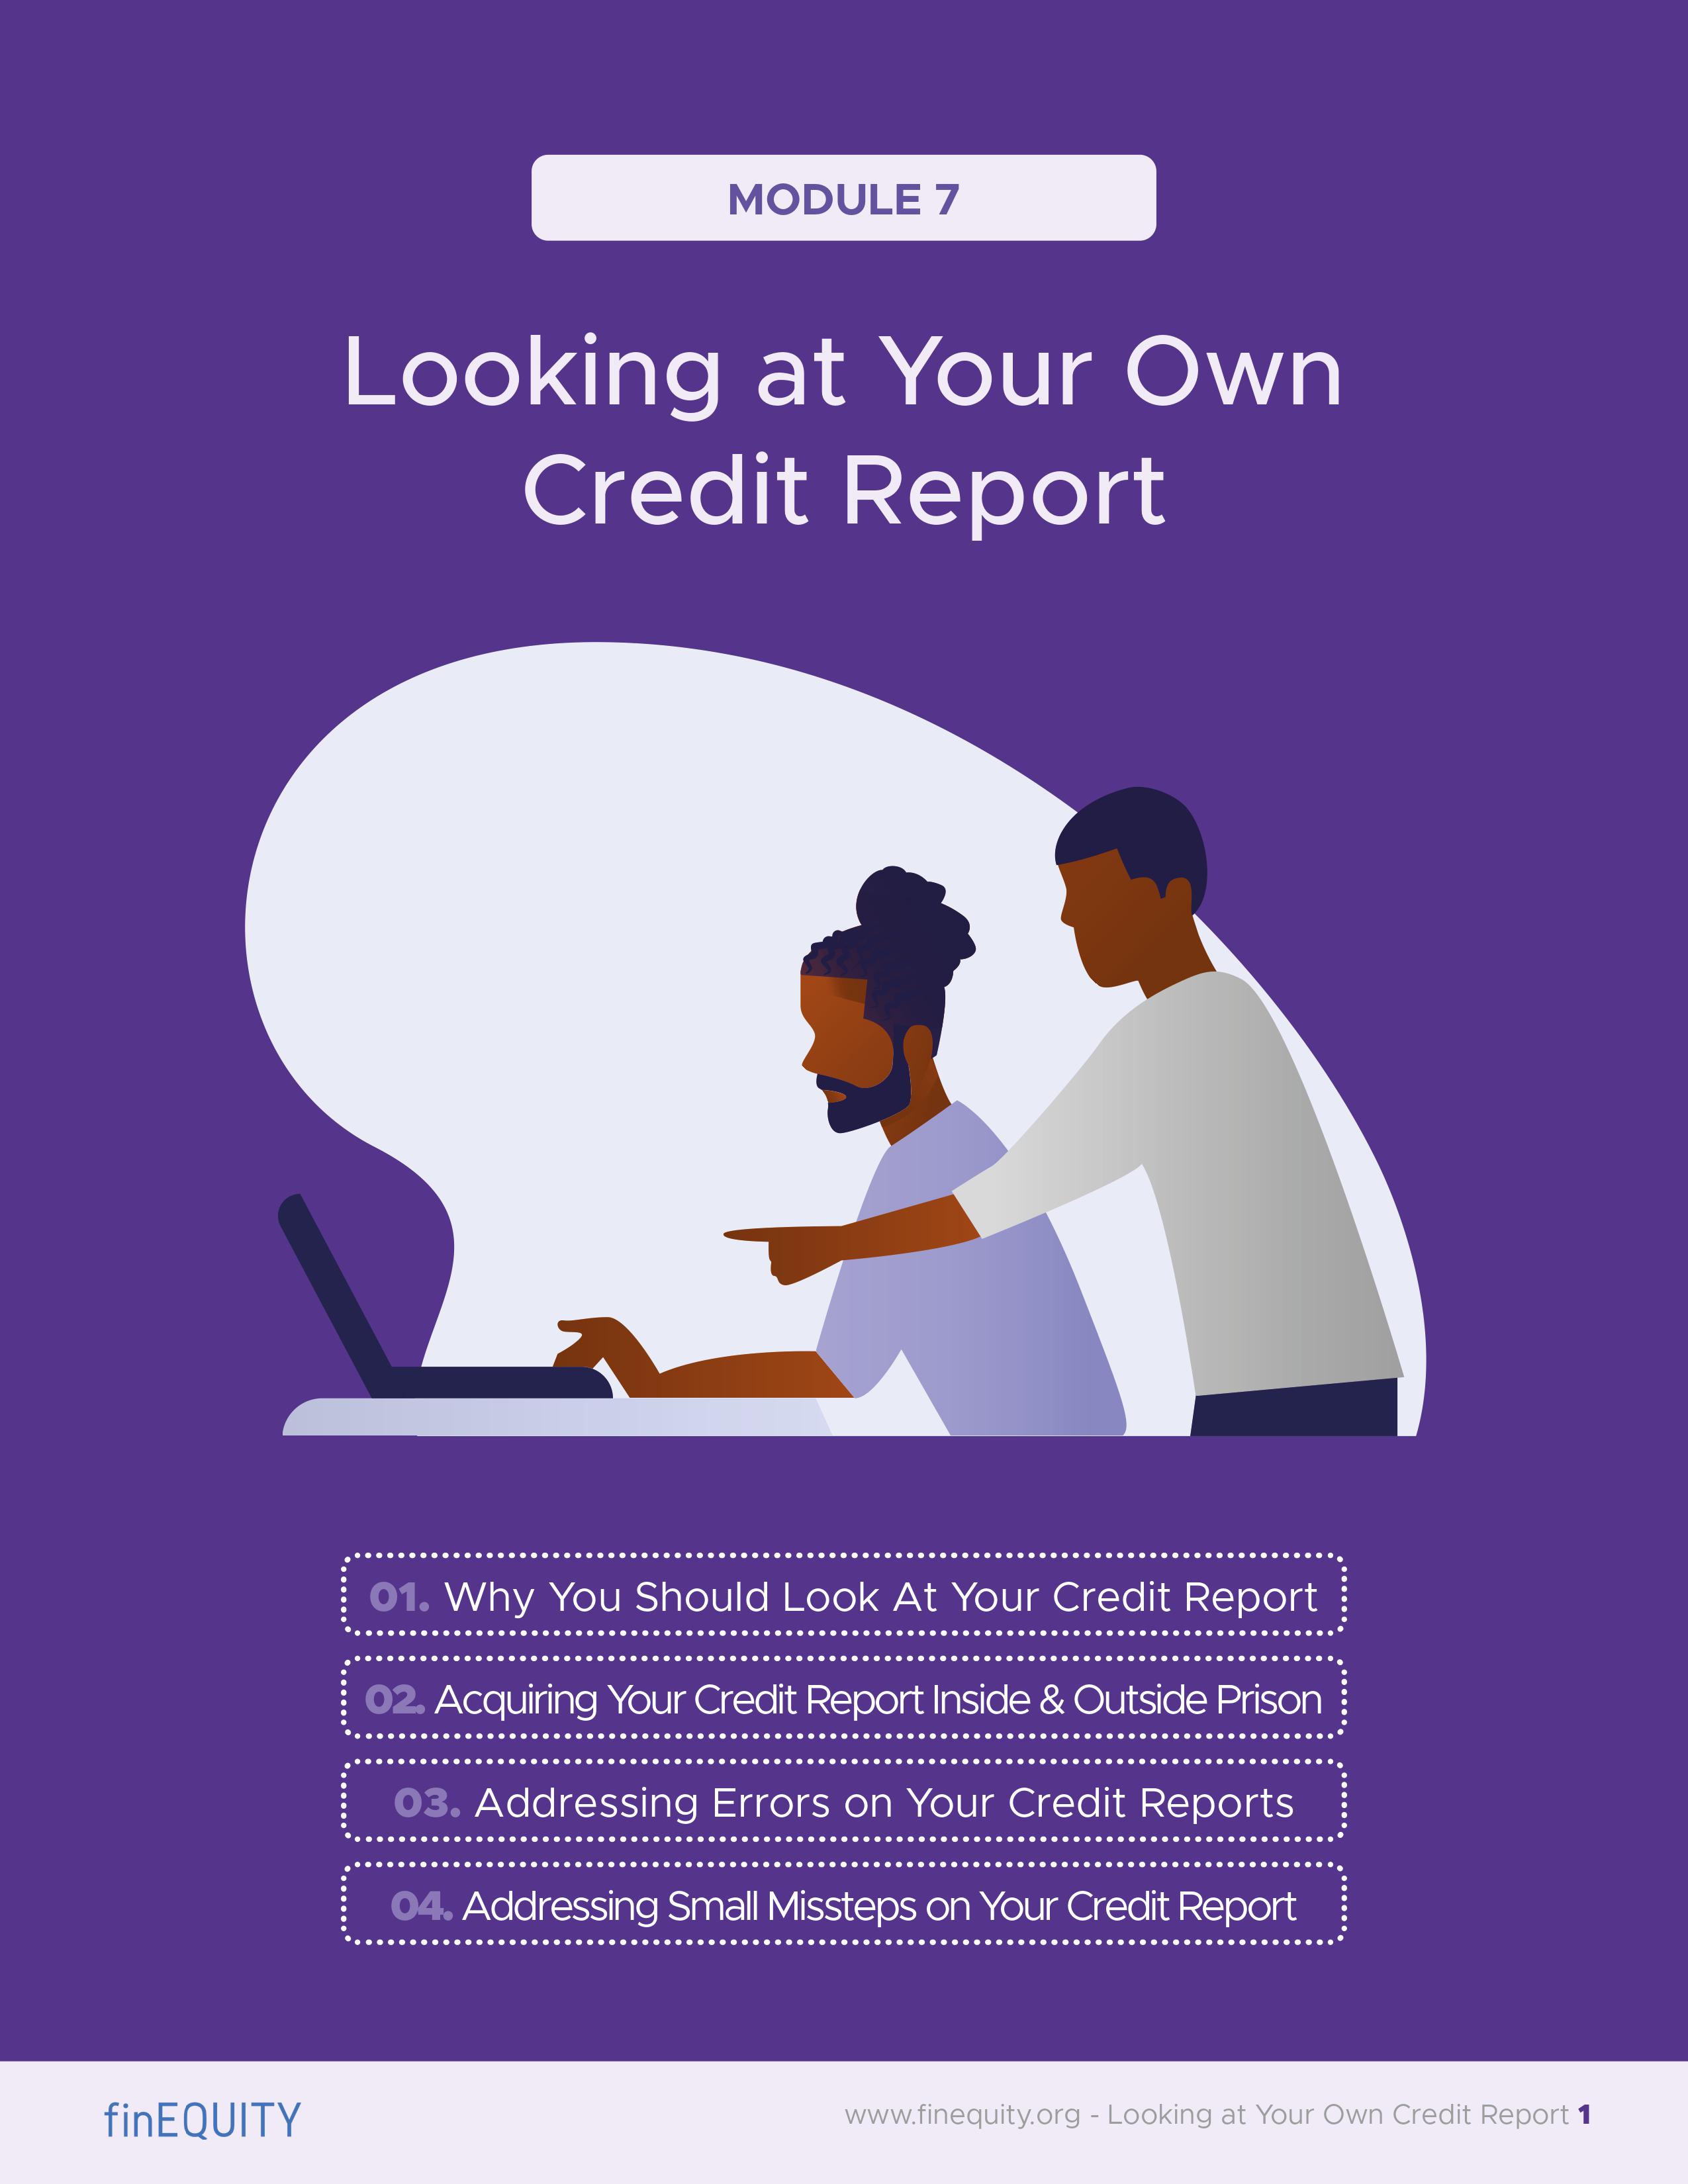 MODULE 7
Looking at Your Own
Credit Report
01. Why You Should Look At Your Credit Report
02. Acquiring Your Credit Report Inside & Outside Prison
03. Addressing Errors on Your Credit Reports
04. Addressing Small Missteps on Your Credit Report
finEQUITY
www.finequity.org - Looking at Your Own Credit Report 1